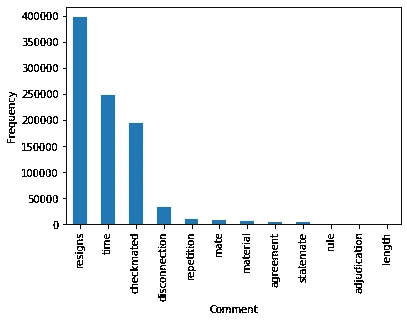 400000
350000
300000
250000
200000
150000
100000
50000
0
Frequency
resigns
time
checkmated
disconnection
repetition
mate
material
agreement
stalemate
rule
adjudication
length
Comment